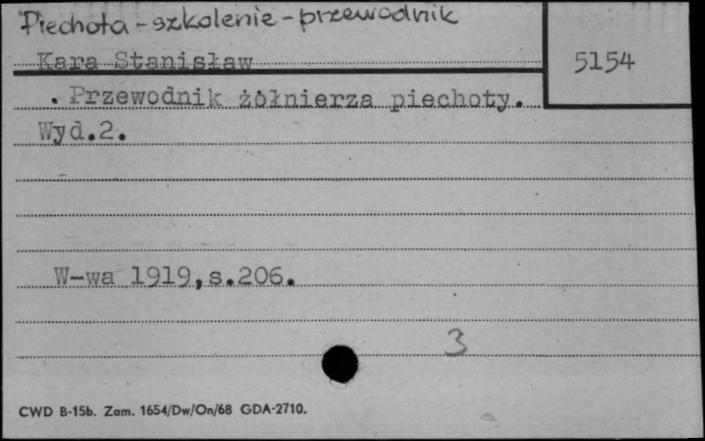 Piechota - szkolenie - przewodnik
Kara Stanisław
5154
. Przewodnik żołnierza piechoty.
Wyd.2.
W-wa 1919,s.206.
3
CWD B-15b. Zam. 1654/Dw/On/68 GDA-2710.